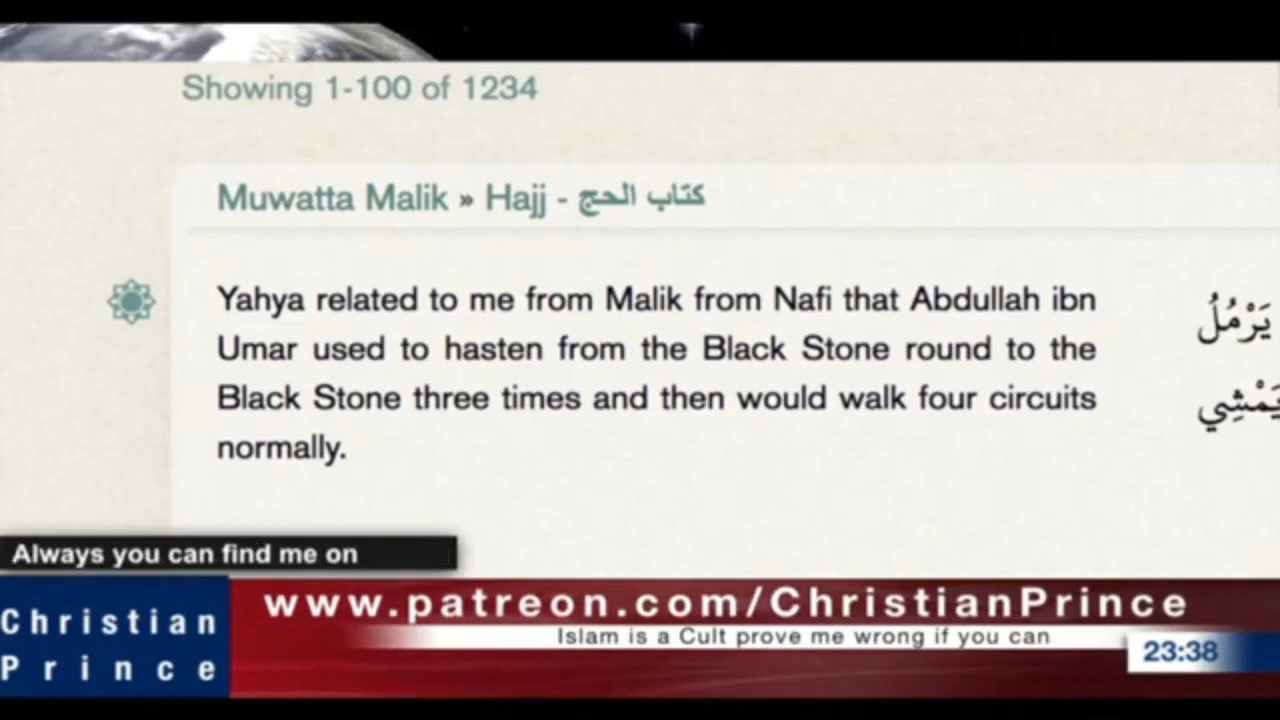 Showing 1-100 of 1234
Muwatta Malik » Hajj - كتاب الحج
Yahya related to me from Malik from Nafi that Abdullah ibn
Umar used to hasten from the Black Stone round to the
Black Stone three times and then would walk four circuits
normally.
يَرْمُلُ
يَمْشِي
Always you can find me on
Christian
Prince
www.patreon.com/ChristianPrince
Islam is a Cult prove me wrong if you can
23:38